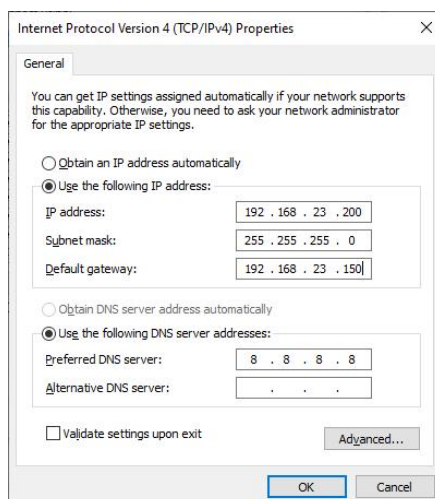 Internet Protocol Version 4 (TCP/IPv4) Properties
General
You can get IP settings assigned automatically if your network supports
this capability. Otherwise, you need to ask your network administrator
for the appropriate IP settings.
Obtain an IP address automatically
Use the following IP address:
IP address: 192 . 168 . 23 . 200
Subnet mask: 255 . 255 . 255 . 0
Default gateway: 192 . 168 . 23 . 150
Obtain DNS server address automatically
Use the following DNS server addresses:
Preferred DNS server: 8 . 8 . 8 . 8
Alternative DNS server: . . .
Validate settings upon exit
Advanced...
OK Cancel